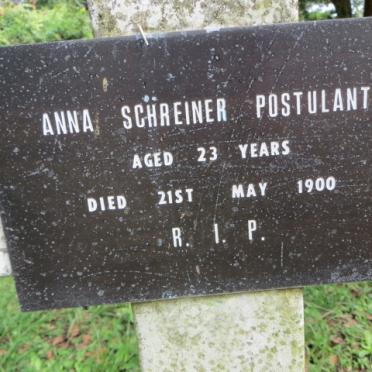 ANNA SCHREINER POSTULANT
AGED 23 YEARS
DIED 21ST MAY 1900
R. I. P.